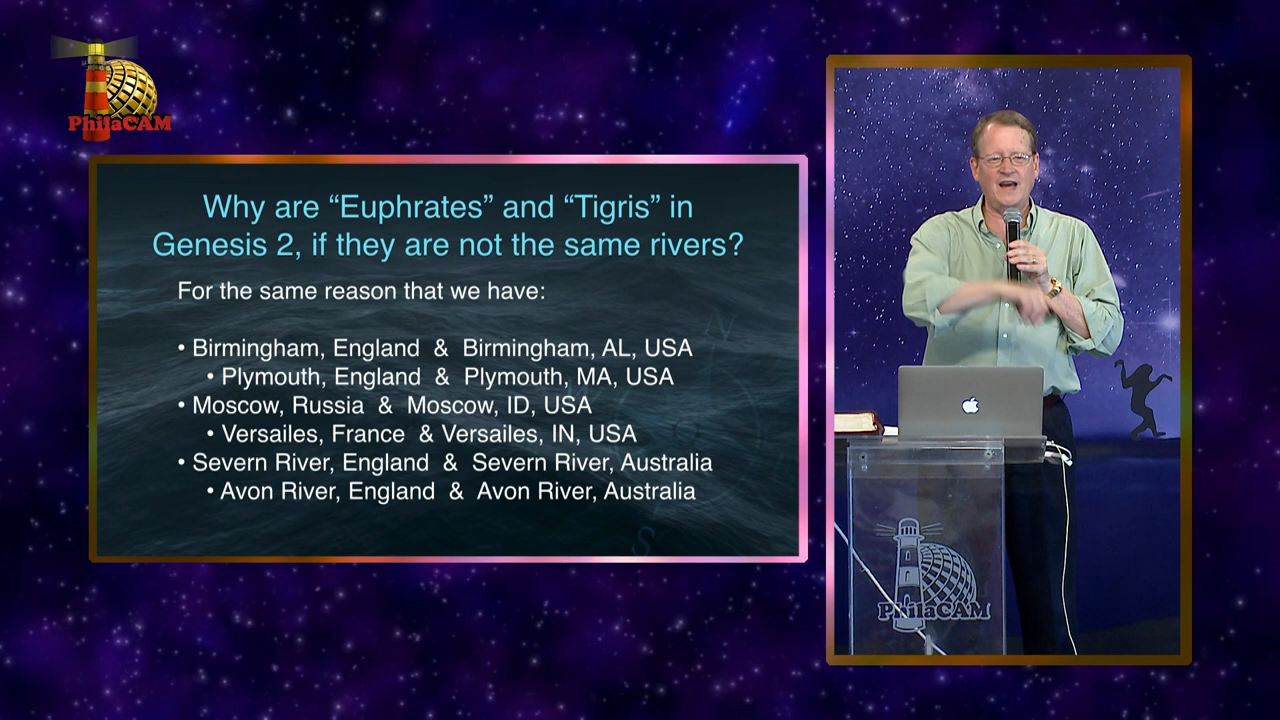 PhilaCAM
Why are “Euphrates” and “Tigris” in
Genesis 2, if they are not the same rivers?
For the same reason that we have:
• Birmingham, England & Birmingham, AL, USA
• Plymouth, England & Plymouth, MA, USA
• Moscow, Russia & Moscow, ID, USA
• Versailes, France & Versailes, IN, USA
• Severn River, England & Severn River, Australia
• Avon River, England & Avon River, Australia
N
S
PhilaCAM